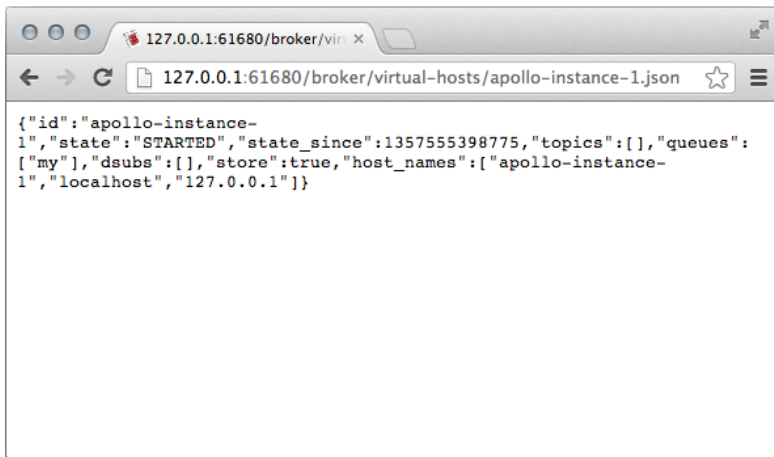 127.0.0.1:61680/broker/vir
127.0.0.1:61680/broker/virtual-hosts/apollo-instance-1.json
{"id":"apollo-instance-
1","state":"STARTED","state_since":1357555398775,"topics":[],"queues":
["my"],"dsubs":[],"store":true,"host_names":["apollo-instance-
1","localhost","127.0.0.1"]}